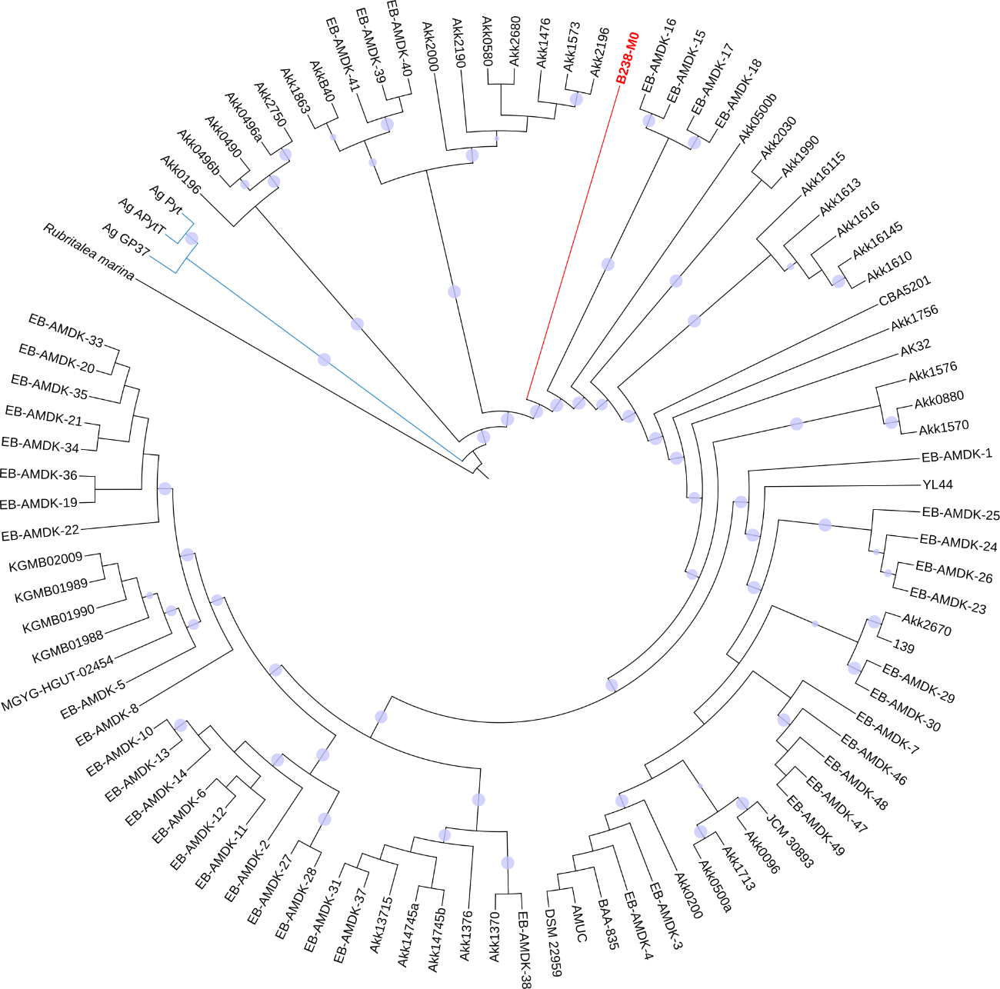 Rubritalea marina
Ag GP37
Ag APytT
Ag Pyt
Akk0196
Akk0496b
Akk0490
Akk0496a
Akk2750
Akk1863
AkkB40
EB-AMDK-41
EB-AMDK-39
EB-AMDK-40
Akk2000
Akk2190
Akk0580
Akk2680
Akk1476
Akk1573
Akk2196
B238-M0
EB-AMDK-16
EB-AMDK-15
EB-AMDK-17
EB-AMDK-18
Akk0500b
Akk2030
Akk1990
Akk16115
Akk1613
Akk1616
Akk16145
Akk1610
CBA5201
Akk1756
AK32
Akk1576
Akk0880
Akk1570
EB-AMDK-1
YL44
EB-AMDK-25
EB-AMDK-24
EB-AMDK-26
EB-AMDK-23
Akk2670
139
EB-AMDK-29
EB-AMDK-30
EB-AMDK-7
EB-AMDK-46
EB-AMDK-48
EB-AMDK-47
EB-AMDK-49
JCM 30893
Akk0096
Akk1713
Akk0500a
Akk0200
EB-AMDK-3
EB-AMDK-4
BAA-835
AMUC
DSM 22959
EB-AMDK-38
Akk1370
Akk1376
Akk14745b
Akk14745a
Akk13715
EB-AMDK-37
EB-AMDK-31
EB-AMDK-28
EB-AMDK-27
EB-AMDK-2
EB-AMDK-11
EB-AMDK-12
EB-AMDK-6
EB-AMDK-14
EB-AMDK-13
EB-AMDK-10
EB-AMDK-8
EB-AMDK-5
MGYG-HGUT-02454
KGMB01988
KGMB01990
KGMB01989
KGMB02009
EB-AMDK-22
EB-AMDK-19
EB-AMDK-36
EB-AMDK-34
EB-AMDK-21
EB-AMDK-35
EB-AMDK-20
EB-AMDK-33